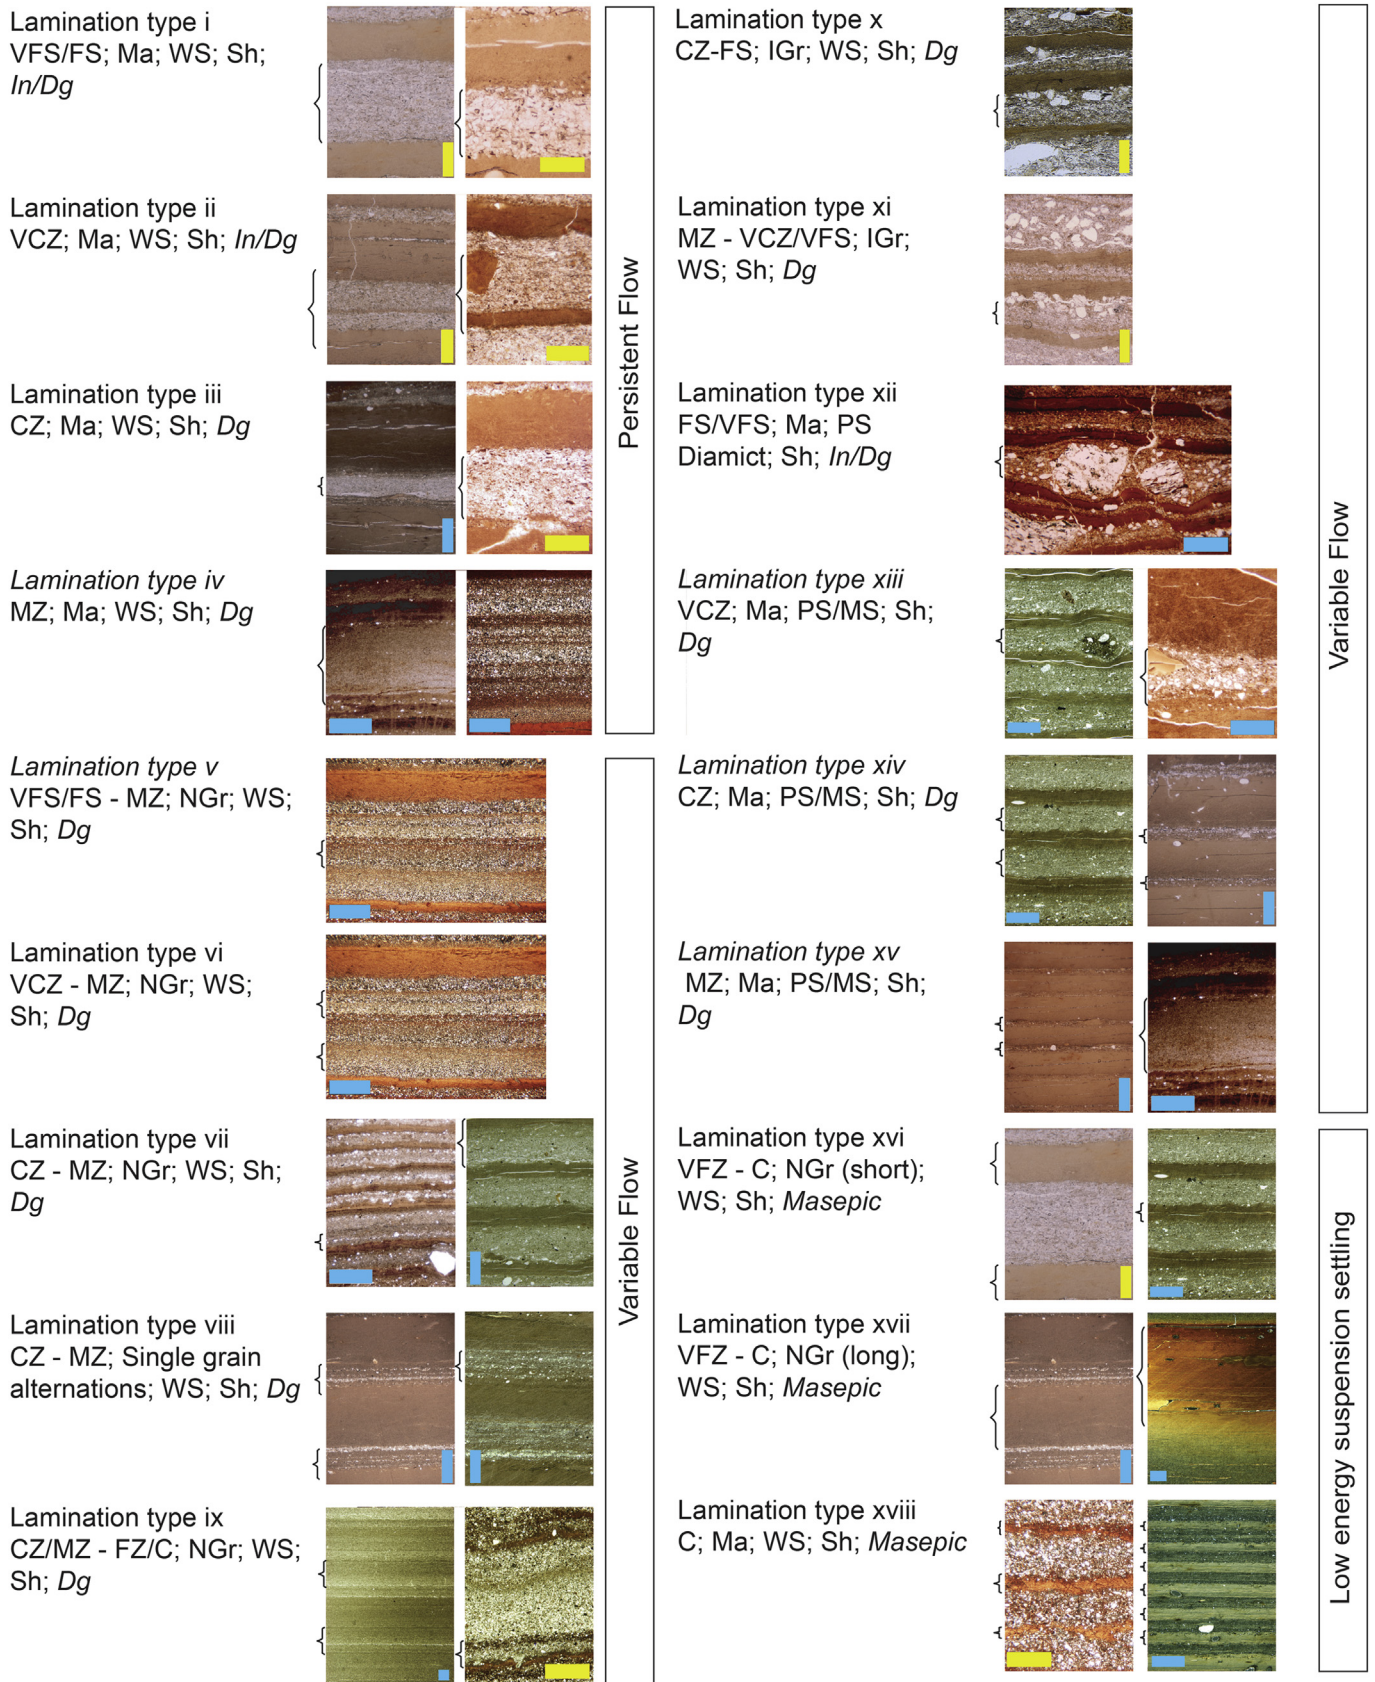 Lamination type i
VFS/FS; Ma; WS; Sh;
In/Dg
Lamination type ii
VCZ; Ma; WS; Sh; In/Dg
Lamination type iii
CZ; Ma; WS; Sh; Dg
Lamination type iv
MZ; Ma; WS; Sh; Dg
Persistent Flow
Lamination type v
VFS/FS - MZ; NGr; WS;
Sh; Dg
Lamination type vi
VCZ - MZ; NGr; WS;
Sh; Dg
Lamination type vii
CZ - MZ; NGr; WS; Sh;
Dg
Lamination type viii
CZ - MZ; Single grain
alternations; WS; Sh; Dg
Lamination type ix
CZ/MZ - FZ/C; NGr; WS;
Sh; Dg
Variable Flow
Lamination type x
CZ-FS; IGr; WS; Sh; Dg
Lamination type xi
MZ - VCZ/VFS; IGr;
WS; Sh; Dg
Lamination type xii
FS/VFS; Ma; PS
Diamict; Sh; In/Dg
Lamination type xiii
VCZ; Ma; PS/MS; Sh;
Dg
Lamination type xiv
CZ; Ma; PS/MS; Sh; Dg
Lamination type xv
MZ; Ma; PS/MS; Sh;
Dg
Variable Flow
Lamination type xvi
VFZ - C; NGr (short);
WS; Sh; Masepic
Lamination type xvii
VFZ - C; NGr (long);
WS; Sh; Masepic
Lamination type xviii
C; Ma; WS; Sh; Masepic
Low energy suspension settling